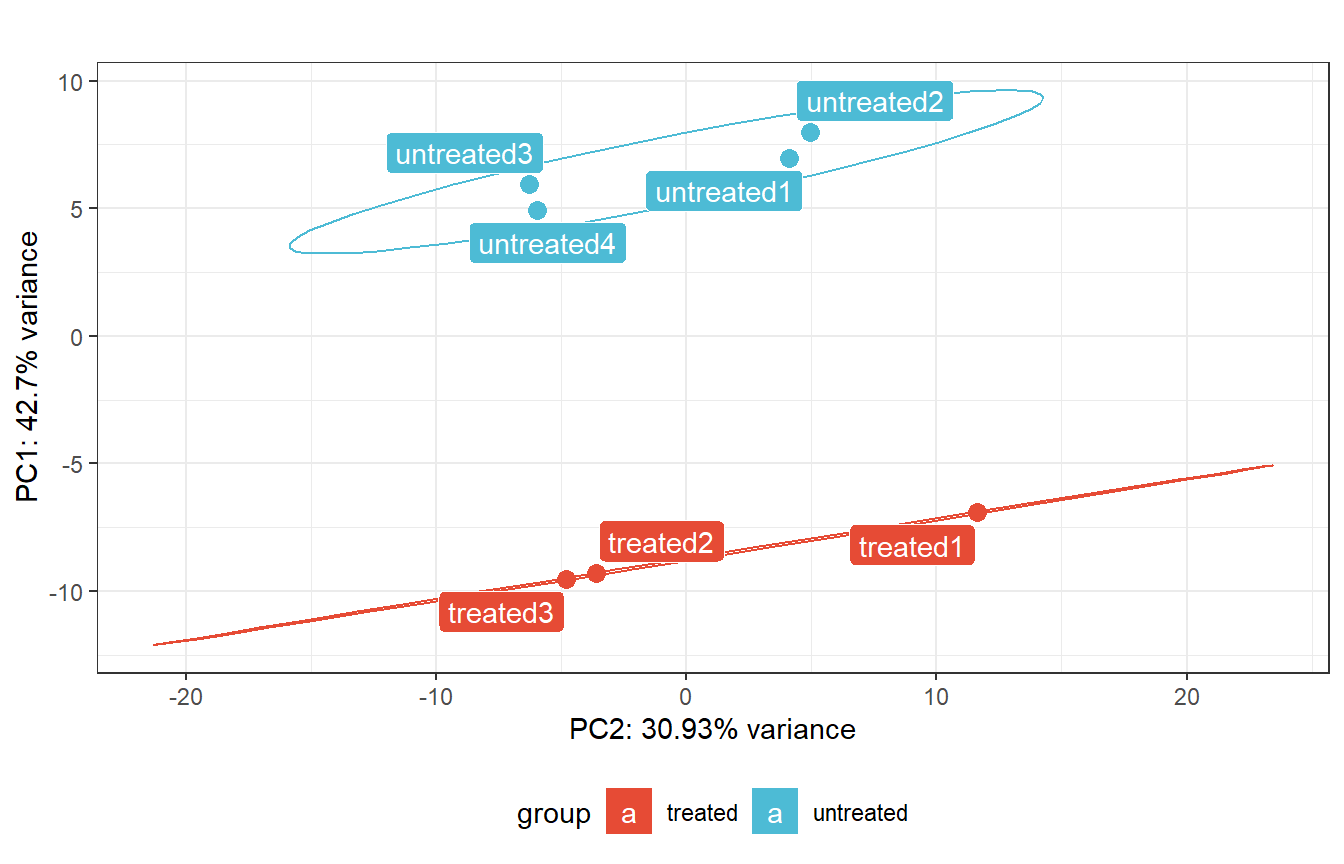 10
untreated2
untreated3
untreated1
5
untreated4
0
PC1: 42.7% variance
-5
treated2
treated1
-10
treated3
-20 -10 0 10 20
PC2: 30.93% variance
group a treated a untreated